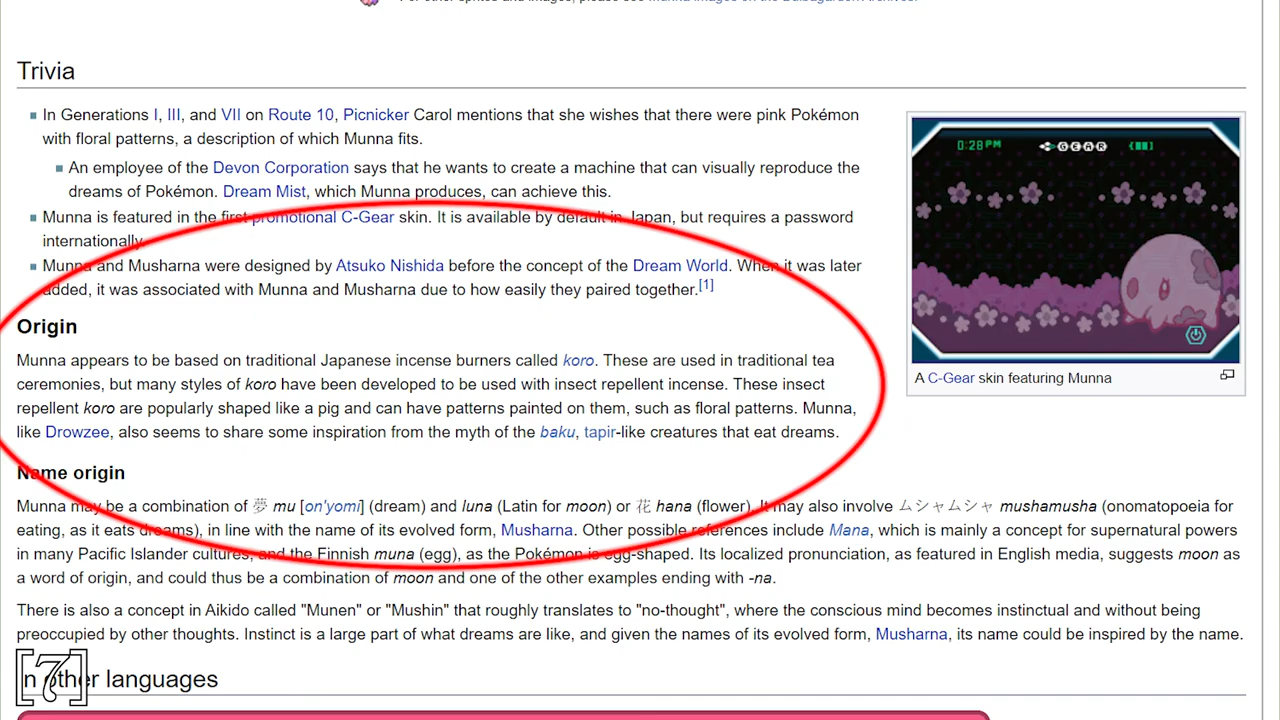 For other sprites and images, please see Munna images on the Bulbagarden Archives.
Trivia
In Generations I, III, and VII on Route 10, Picnicker Carol mentions that she wishes that there were pink Pokémon
with floral patterns, a description of which Munna fits.
An employee of the Devon Corporation says that he wants to create a machine that can visually reproduce the
dreams of Pokémon. Dream Mist, which Munna produces, can achieve this.
Munna is featured in the first promotional C-Gear skin. It is available by default in Japan, but requires a password
internationally.
Munna and Musharna were designed by Atsuko Nishida before the concept of the Dream World. When it was later
added, it was associated with Munna and Musharna due to how easily they paired together.[1]
0:28 PM C GEAR
A C-Gear skin featuring Munna
Origin
Munna appears to be based on traditional Japanese incense burners called koro. These are used in traditional tea
ceremonies, but many styles of koro have been developed to be used with insect repellent incense. These insect
repellent koro are popularly shaped like a pig and can have patterns painted on them, such as floral patterns. Munna,
like Drowzee, also seems to share some inspiration from the myth of the baku, tapir-like creatures that eat dreams.
Name origin
Munna may be a combination of 夢 mu [on'yomi] (dream) and luna (Latin for moon) or 花 hana (flower). It may also involve ムシャムシャ mushamusha (onomatopoeia for
eating, as it eats dreams), in line with the name of its evolved form, Musharna. Other possible references include Mana, which is mainly a concept for supernatural powers
in many Pacific Islander cultures, and the Finnish muna (egg), as the Pokémon is egg-shaped. Its localized pronunciation, as featured in English media, suggests moon as
a word of origin, and could thus be a combination of moon and one of the other examples ending with -na.
There is also a concept in Aikido called "Munen" or "Mushin" that roughly translates to "no-thought", where the conscious mind becomes instinctual and without being
preoccupied by other thoughts. Instinct is a large part of what dreams are like, and given the names of its evolved form, Musharna, its name could be inspired by the name.
[7]
In other languages